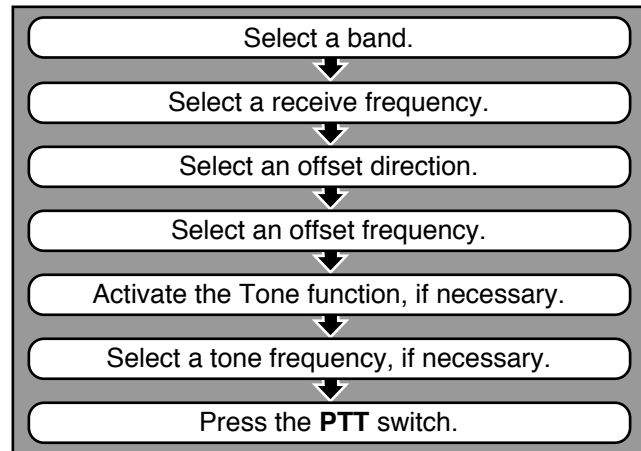 Select a band.
Select a receive frequency.
Select an offset direction.
Select an offset frequency.
Activate the Tone function, if necessary.
Select a tone frequency, if necessary.
Press the PTT switch.